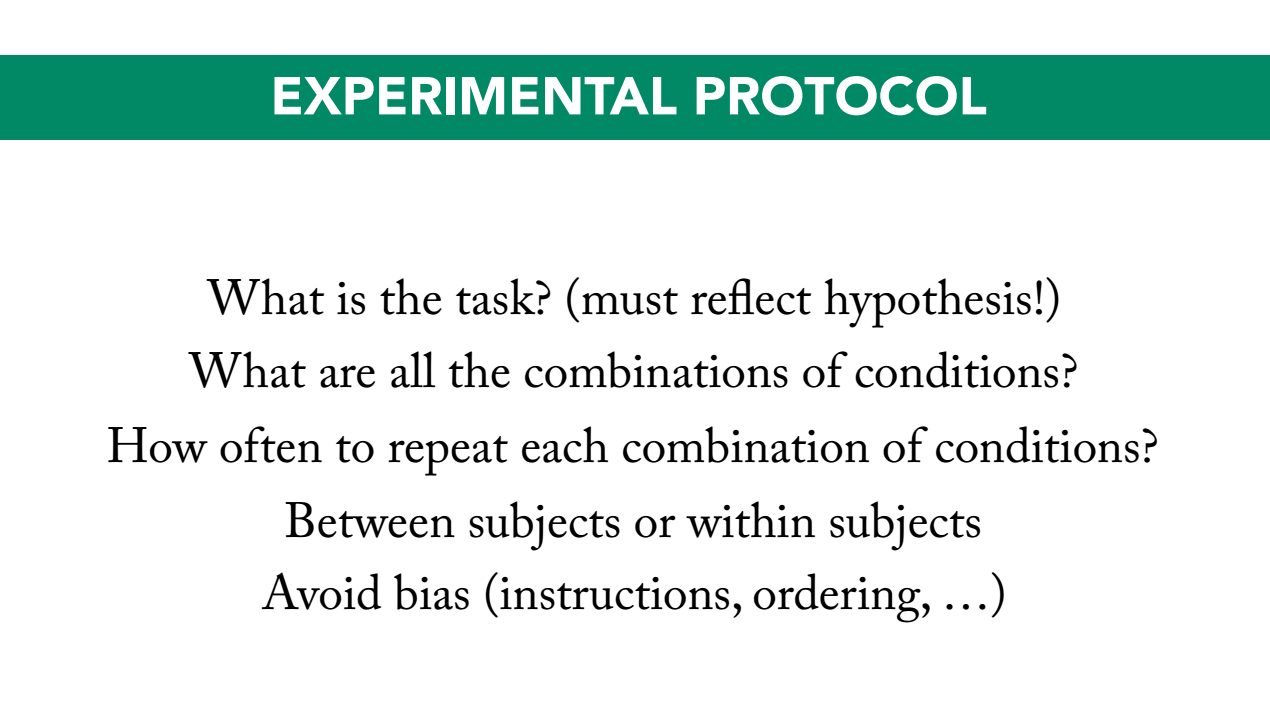 EXPERIMENTAL PROTOCOL
What is the task? (must reflect hypothesis!)
What are all the combinations of conditions?
How often to repeat each combination of conditions?
Between subjects or within subjects
Avoid bias (instructions, ordering, …)